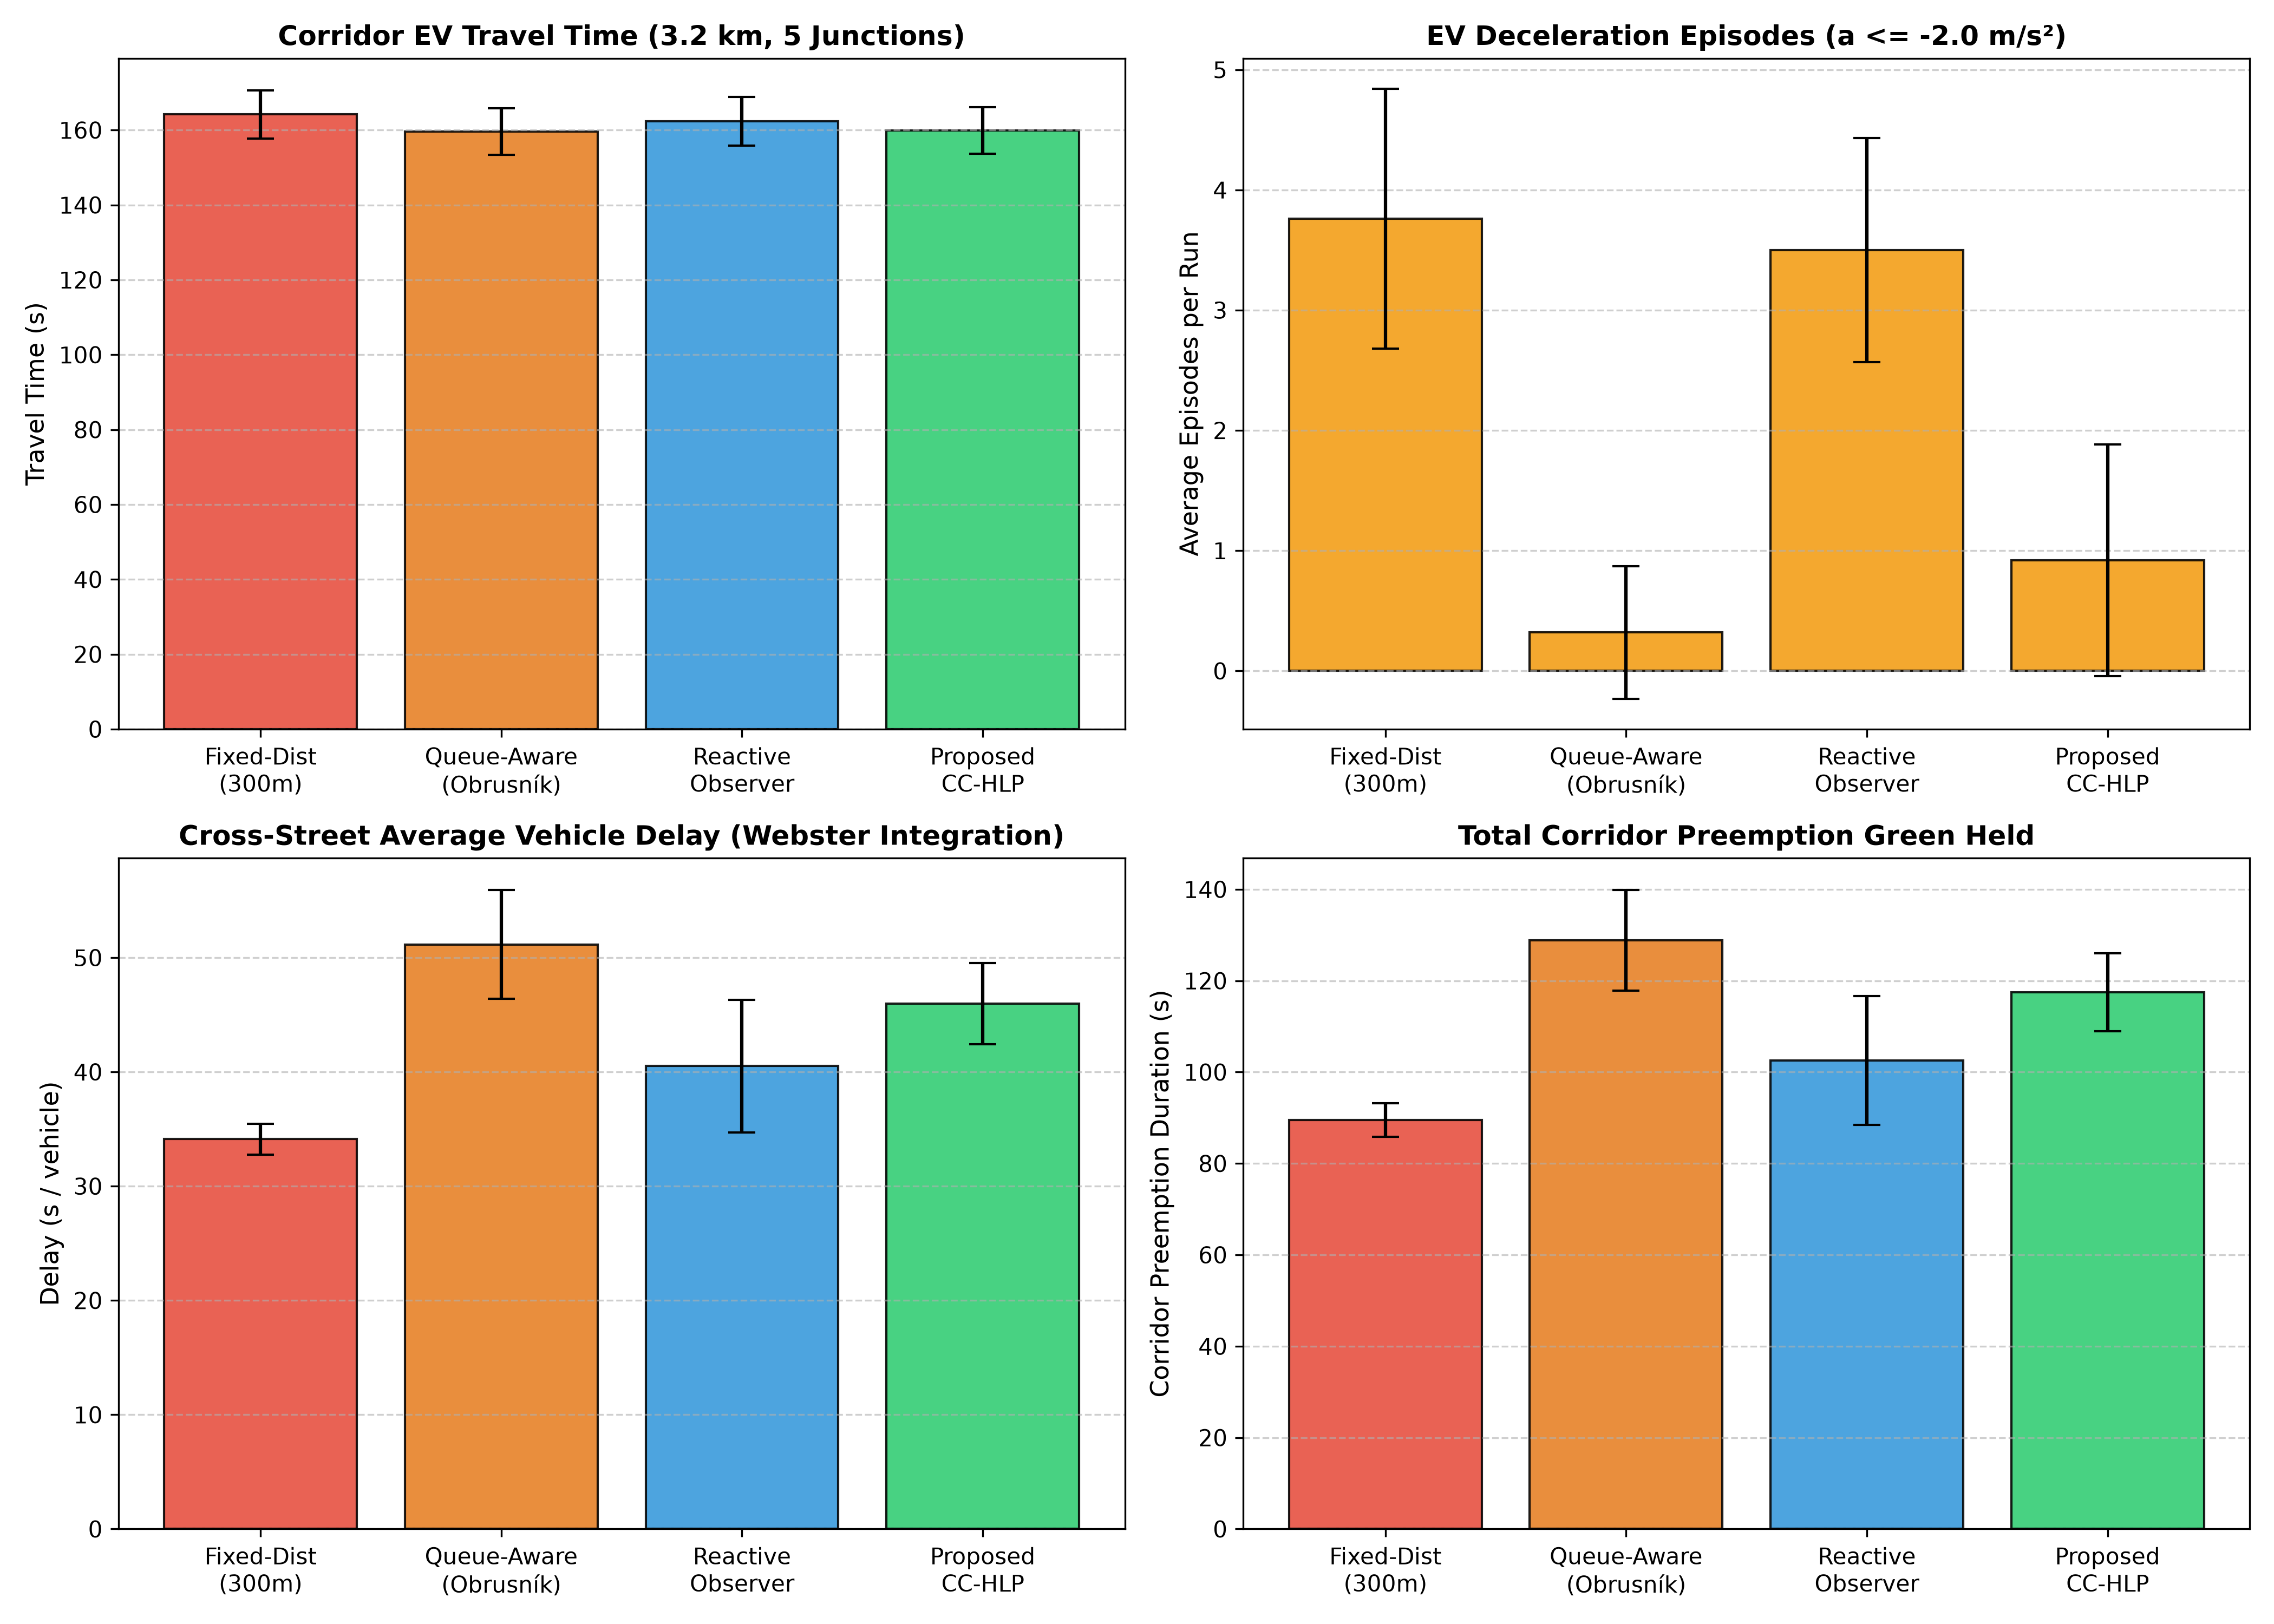 Corridor EV Travel Time (3.2 km, 5 Junctions)
Travel Time (s)
160
140
120
100
80
60
40
20
0
Fixed-Dist
(300m)
Queue-Aware
(Obrusník)
Reactive
Observer
Proposed
CC-HLP
EV Deceleration Episodes (a <= -2.0 m/s²)
Average Episodes per Run
5
4
3
2
1
0
Fixed-Dist
(300m)
Queue-Aware
(Obrusník)
Reactive
Observer
Proposed
CC-HLP
Cross-Street Average Vehicle Delay (Webster Integration)
Delay (s / vehicle)
50
40
30
20
10
0
Fixed-Dist
(300m)
Queue-Aware
(Obrusník)
Reactive
Observer
Proposed
CC-HLP
Total Corridor Preemption Green Held
Corridor Preemption Duration (s)
140
120
100
80
60
40
20
0
Fixed-Dist
(300m)
Queue-Aware
(Obrusník)
Reactive
Observer
Proposed
CC-HLP